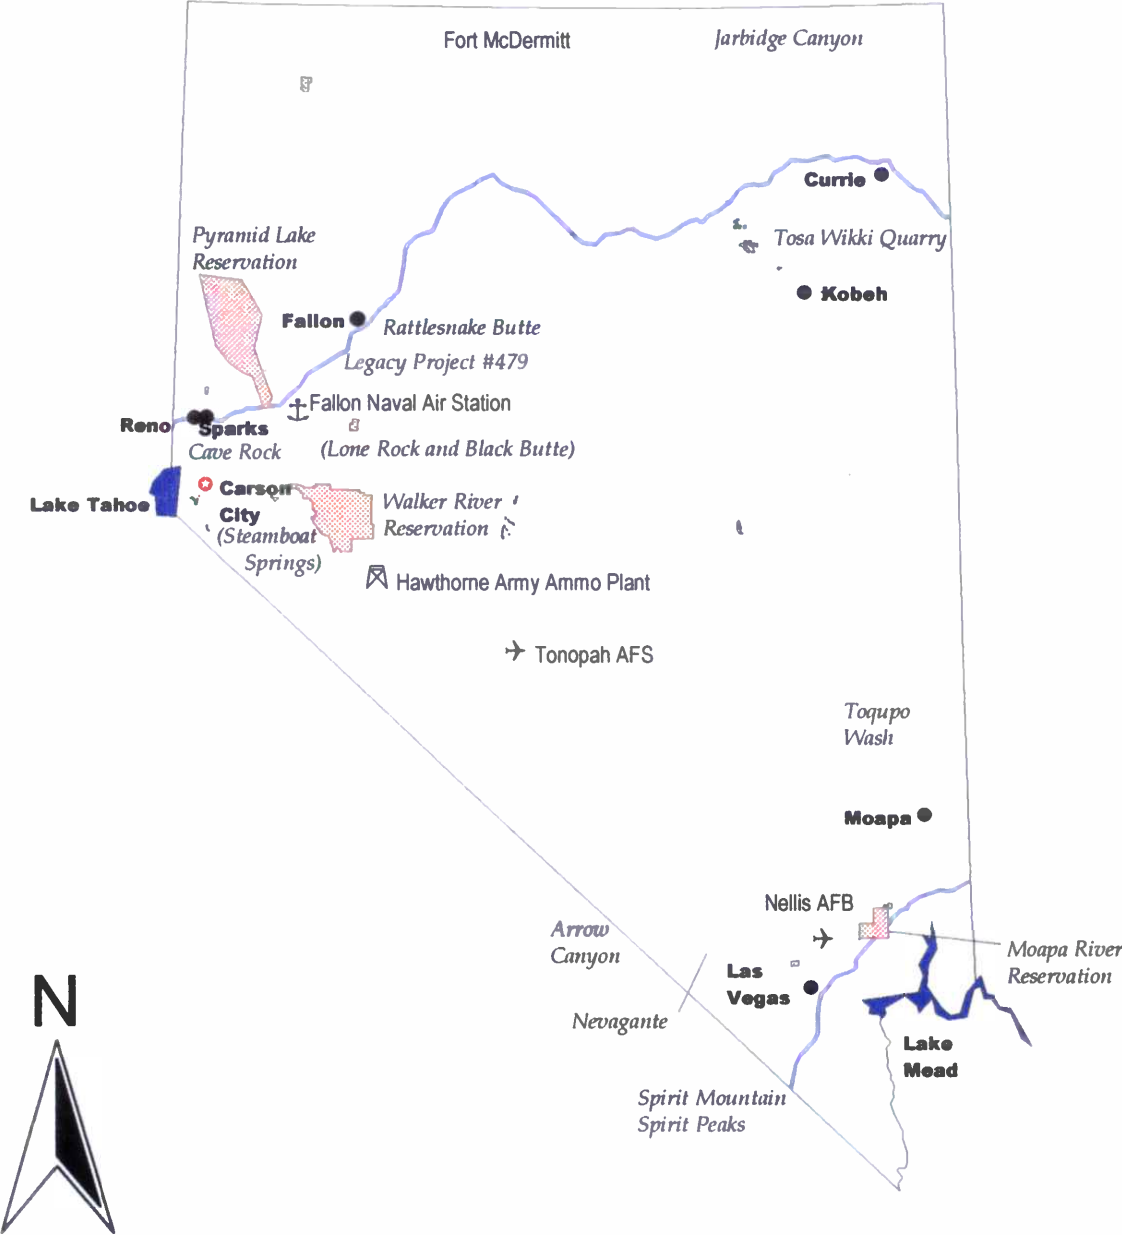 Fort McDermitt
Jarbidge Canyon
Currie
Pyramid Lake
Reservation
Tosa Wikki Quarry
Kobeh
Fallon
Rattlesnake Butte
Legacy Project #479
Fallon Naval Air Station
Reno
Sparks
Cave Rock
(Lone Rock and Black Butte)
Lake Tahoe
Carson
City
(Steamboat
Springs)
Walker River
Reservation
Hawthorne Army Ammo Plant
Tonopah AFS
Toqupo
Wash
Moapa
Nellis AFB
Arrow
Canyon
Moapa River
Reservation
Las
Vegas
Nevagante
Lake
Mead
Spirit Mountain
Spirit Peaks
N